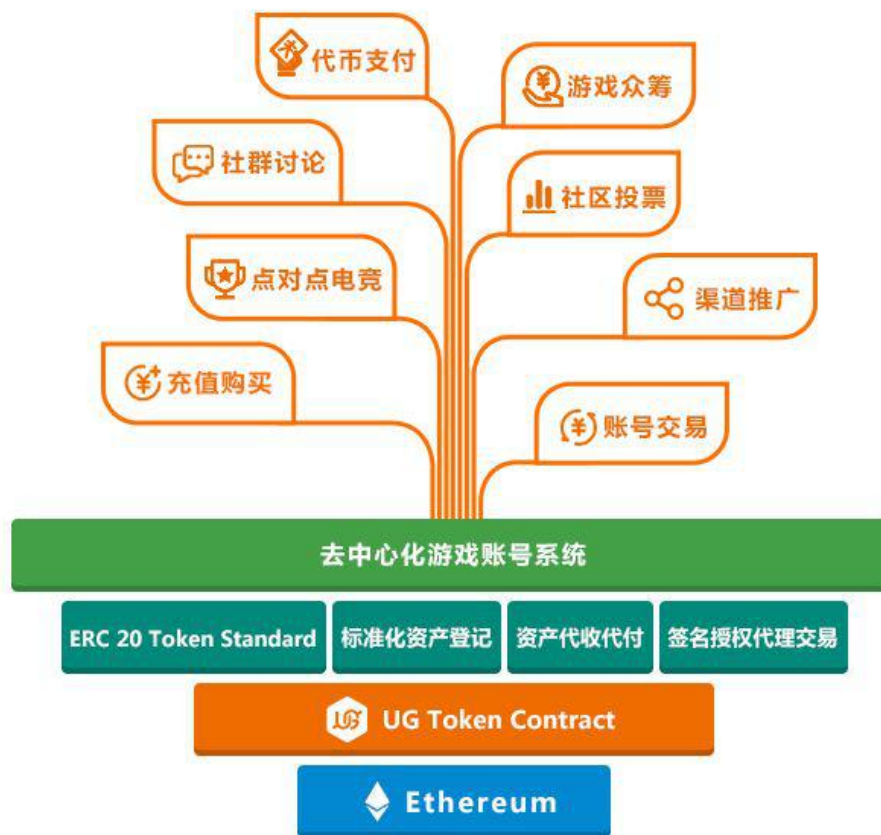 代币支付
游戏众筹
社群讨论
社区投票
点对点电竞
渠道推广
充值购买
账号交易
去中心化游戏账号系统
ERC 20 Token Standard
标准化资产登记
资产代收代付
签名授权代理交易
UG UG Token Contract
Ethereum